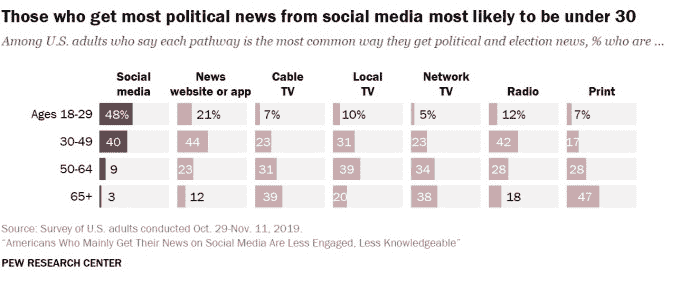 Those who get most political news from social media most likely to be under 30
Among U.S. adults who say each pathway is the most common way they get political and election news, % who are ...
Social media News website or app Cable TV Local TV Network TV Radio Print
Ages 18-29 48% 21% 7% 10% 5% 12% 7%
30-49 40 44 23 31 23 42 17
50-64 9 23 31 39 34 28 28
65+ 3 12 39 20 38 18 47
Source: Survey of U.S. adults conducted Oct. 29-Nov. 11, 2019.
“Americans Who Mainly Get Their News on Social Media Are Less Engaged, Less Knowledgeable”
PEW RESEARCH CENTER